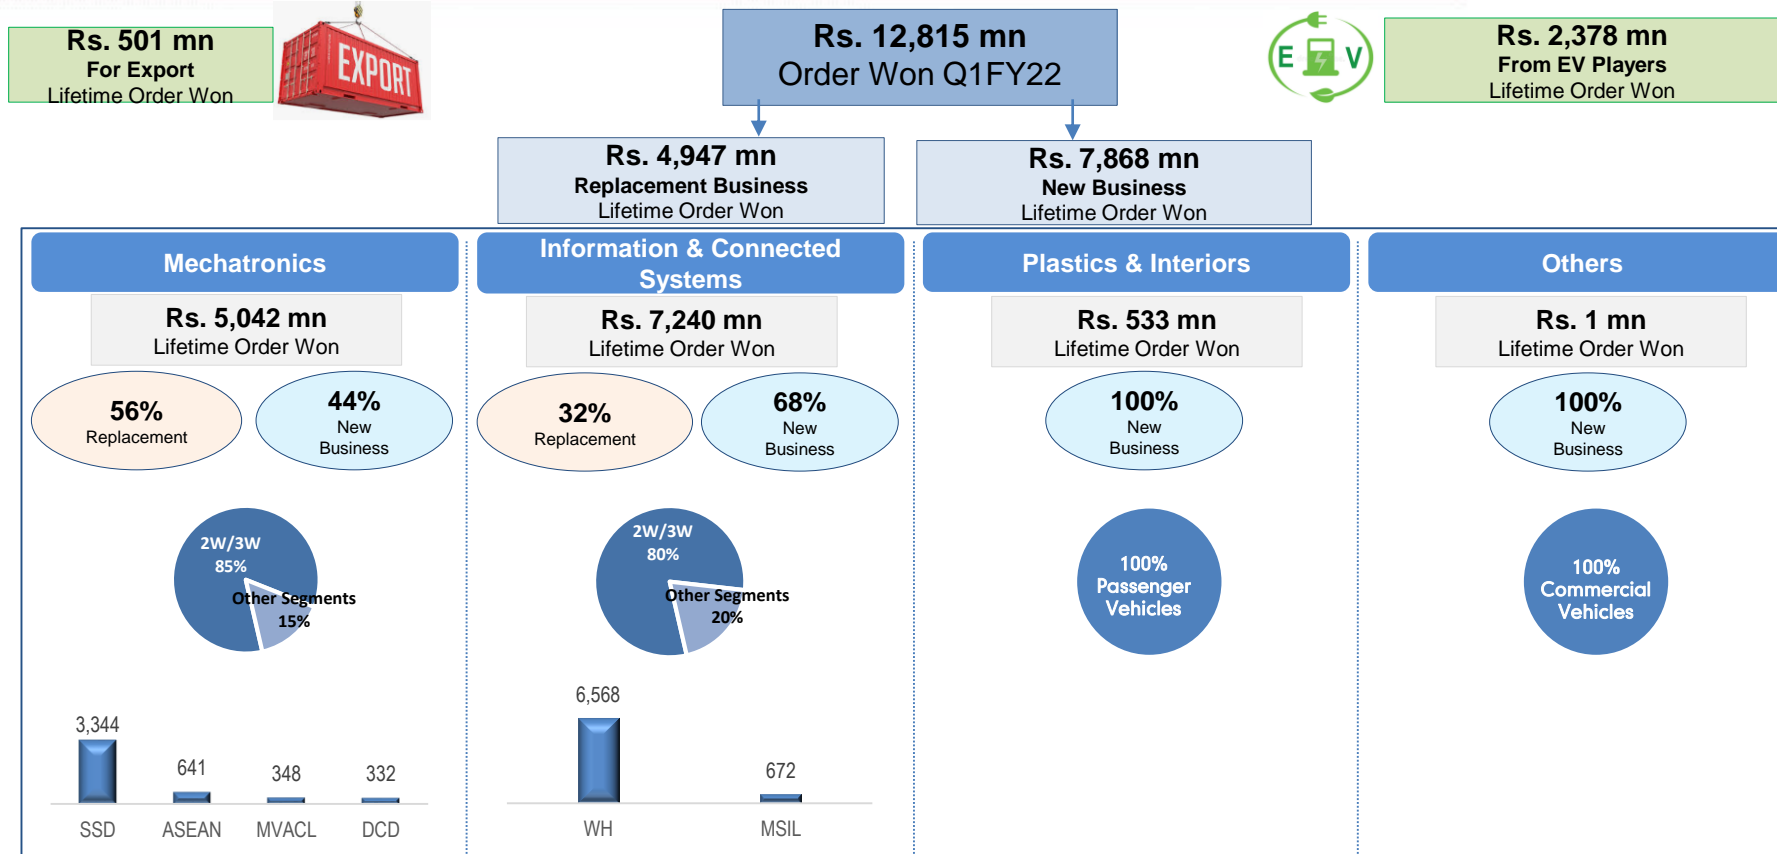 Rs. 501 mn
For Export
Lifetime Order Won
EXPORT
Rs. 12,815 mn
Order Won Q1FY22
E V
Rs. 2,378 mn
From EV Players
Lifetime Order Won
Rs. 4,947 mn
Replacement Business
Lifetime Order Won
Rs. 7,868 mn
New Business
Lifetime Order Won
Mechatronics
Rs. 5,042 mn
Lifetime Order Won
56%
Replacement
44%
New
Business
2W/3W
85%
Other Segments
15%
3,344
641
348
332
SSD
ASEAN
MVACL
DCD
Information & Connected
Systems
Rs. 7,240 mn
Lifetime Order Won
32%
Replacement
68%
New
Business
2W/3W
80%
Other Segments
20%
6,568
672
WH
MSIL
Plastics & Interiors
Rs. 533 mn
Lifetime Order Won
100%
New
Business
100%
Passenger
Vehicles
Others
Rs. 1 mn
Lifetime Order Won
100%
New
Business
100%
Commercial
Vehicles